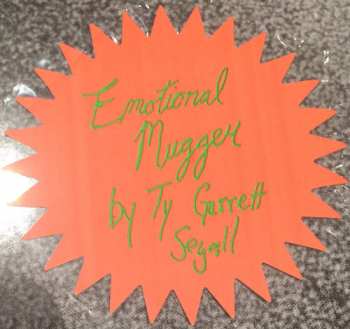 Emotional
Mugger
by Ty Garrett
Segall